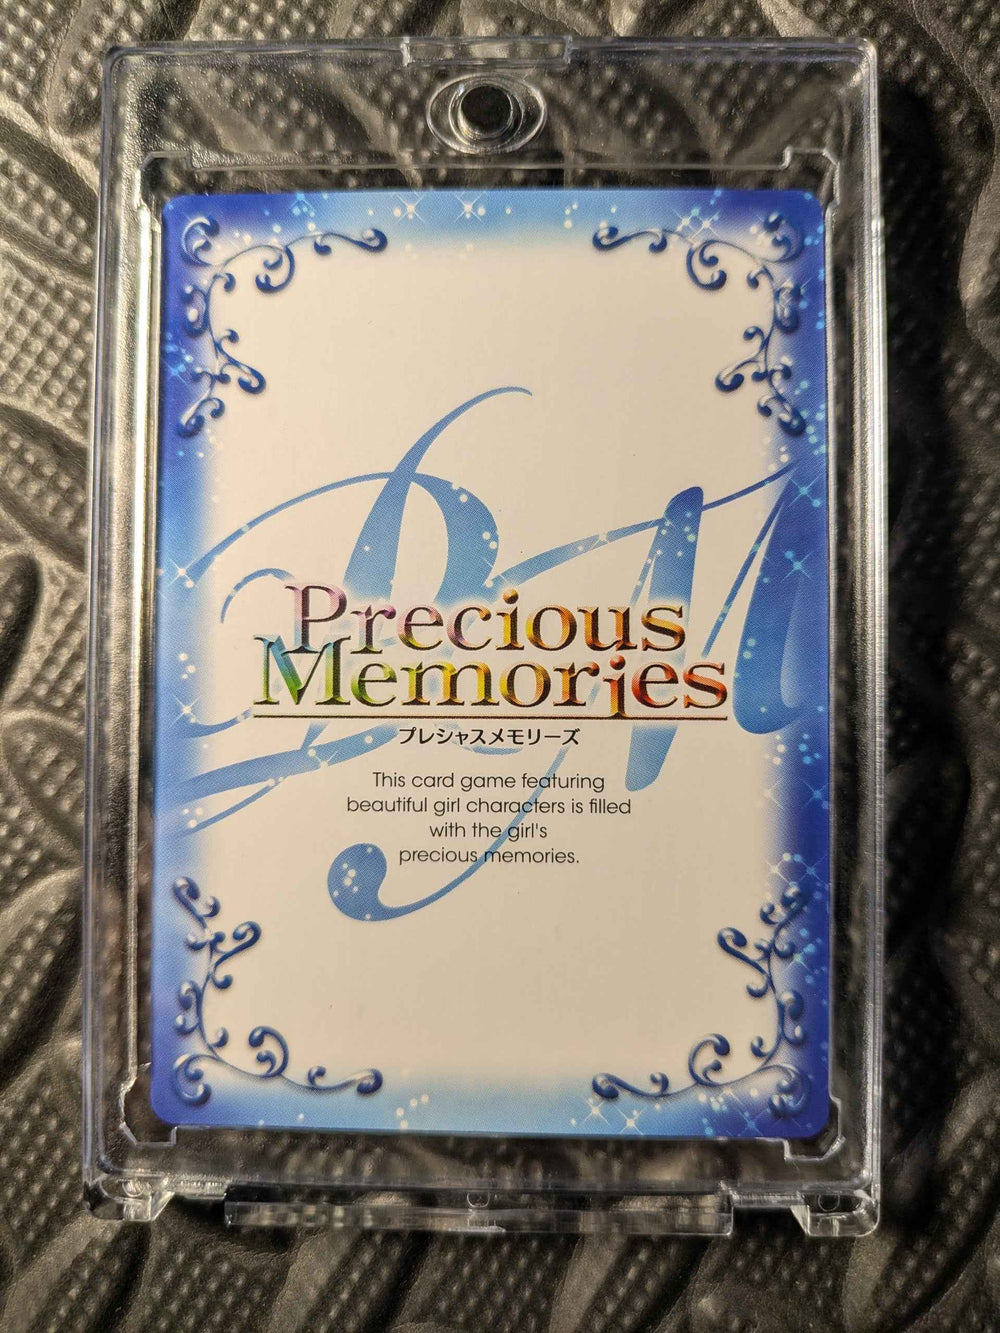 PM
Precious
Memories
プレシャスメモリーズ
This card game featuring
beautiful girl characters is filled
with the girl's
precious memories.